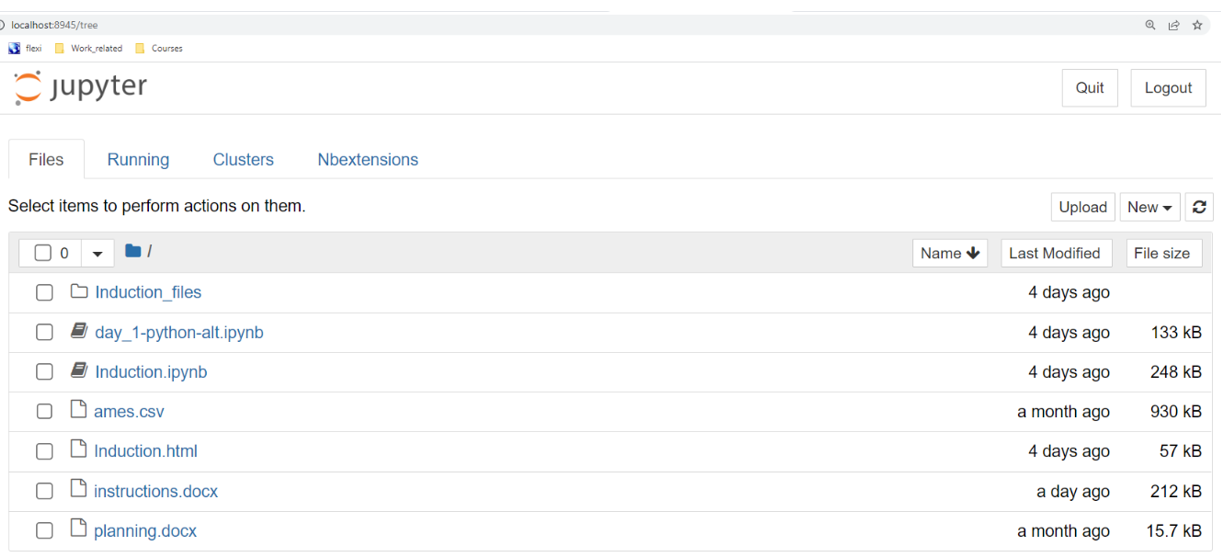 localhost:8945/tree
flexi Work_related Courses
jupyter
Quit Logout
Files Running Clusters Nbextensions
Select items to perform actions on them.
Upload New
0 / Name Last Modified File size
Induction_files 4 days ago
day_1-python-alt.ipynb 4 days ago 133 kB
Induction.ipynb 4 days ago 248 kB
ames.csv a month ago 930 kB
Induction.html 4 days ago 57 kB
instructions.docx a day ago 212 kB
planning.docx a month ago 15.7 kB